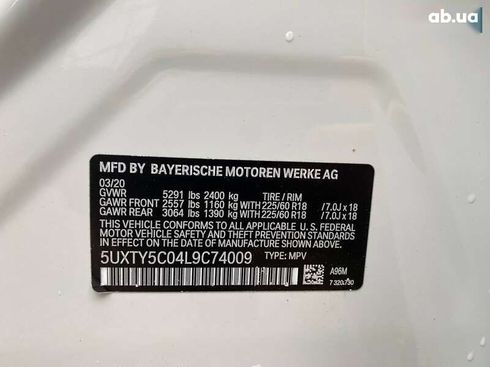 ab.ua
MFD BY BAYERISCHE MOTOREN WERKE AG
03/20
GVWR 5291 lbs 2400 kg TIRE / RIM
GAWR FRONT 2557 lbs 1160 kg WITH 225/60 R18 /7.0J x 18
GAWR REAR 3064 lbs 1390 kg WITH 225/60 R18 /7.0J x 18
THIS VEHICLE CONFORMS TO ALL APPLICABLE U. S. FEDERAL
MOTOR VEHICLE SAFETY STANDARDS IN EFFECT
ON THE DATE OF MANUFACTURE SHOWN ABOVE.
5UXTY5C04L9C74009 TYPE: MPV
A96M
7 320;730